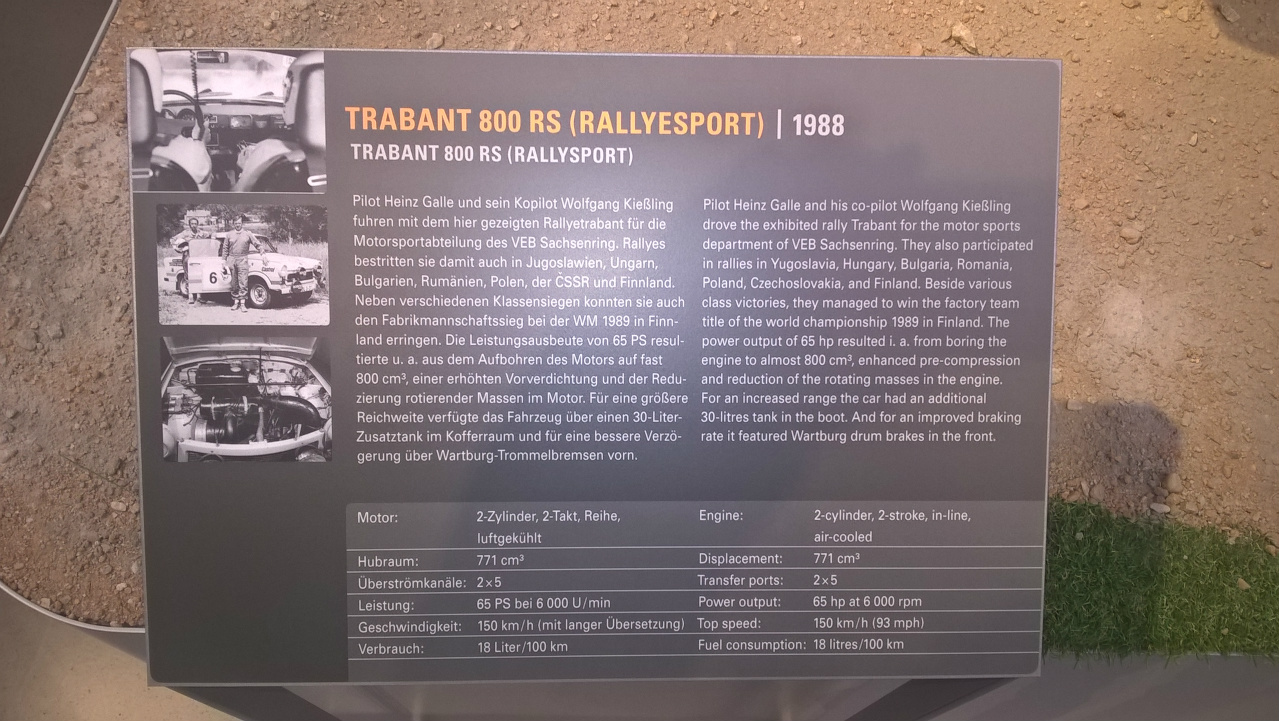 TRABANT 800 RS (RALLYESPORT) | 1988
TRABANT 800 RS (RALLYSPORT)
Pilot Heinz Galle und sein Kopilot Wolfgang Kießling
fuhren mit dem hier gezeigten Rallyetrabant für die
Motorsportabteilung des VEB Sachsenring. Rallyes
bestritten sie damit auch in Jugoslawien, Ungarn,
Bulgarien, Rumänien, Polen, der ČSSR und Finnland.
Neben verschiedenen Klassensiegen konnten sie auch
den Fabrikmannschaftssieg bei der WM 1989 in Finn-
land erringen. Die Leistungsausbeute von 65 PS resul-
tierte u. a. aus dem Aufbohren des Motors auf fast
800 cm³, einer erhöhten Vorverdichtung und der Redu-
zierung rotierender Massen im Motor. Für eine größere
Reichweite verfügte das Fahrzeug über einen 30-Liter-
Zusatztank im Kofferraum und für eine bessere Verzö-
gerung über Wartburg-Trommelbremsen vorn.
Pilot Heinz Galle and his co-pilot Wolfgang Kießling
drove the exhibited rally Trabant for the motor sports
department of VEB Sachsenring. They also participated
in rallies in Yugoslavia, Hungary, Bulgaria, Romania,
Poland, Czechoslovakia, and Finland. Beside various
class victories, they managed to win the factory team
title of the world championship 1989 in Finland. The
power output of 65 hp resulted i. a. from boring the
engine to almost 800 cm³, enhanced pre-compression
and reduction of the rotating masses in the engine.
For an increased range the car had an additional
30-litres tank in the boot. And for an improved braking
rate it featured Wartburg drum brakes in the front.
6
Motor: 2-Zylinder, 2-Takt, Reihe,
luftgekühlt
Hubraum: 771 cm³
Überströmkanäle: 2×5
Leistung: 65 PS bei 6 000 U/min
Geschwindigkeit: 150 km/h (mit langer Übersetzung)
Verbrauch: 18 Liter/100 km
Engine: 2-cylinder, 2-stroke, in-line,
air-cooled
Displacement: 771 cm³
Transfer ports: 2×5
Power output: 65 hp at 6 000 rpm
Top speed: 150 km/h (93 mph)
Fuel consumption: 18 litres/100 km